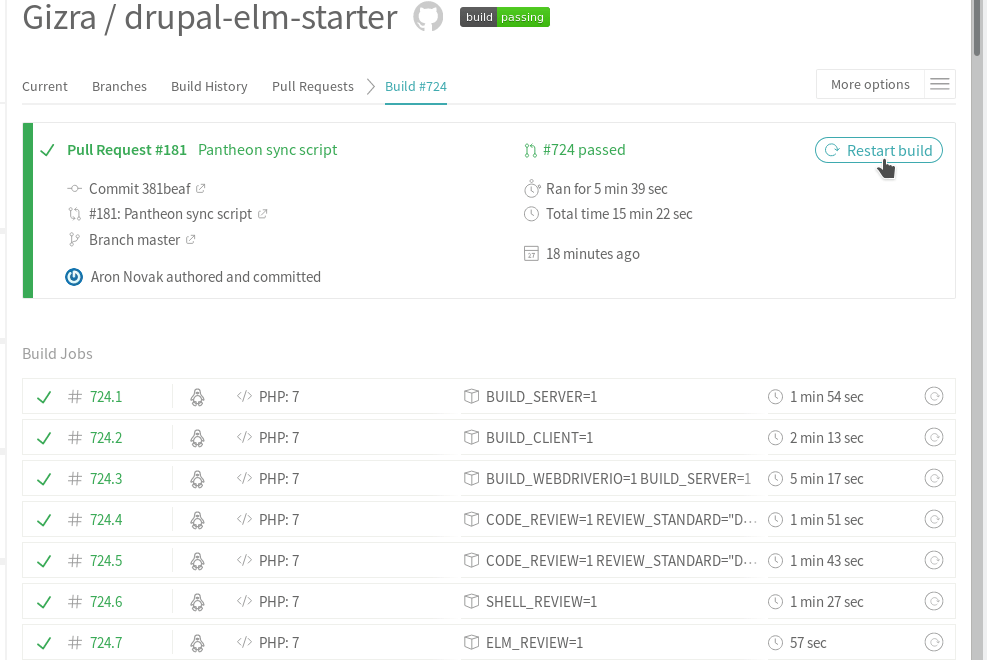 Gizra / drupal-elm-starter build passing
Current Branches Build History Pull Requests Build #724 More options
Pull Request #181 Pantheon sync script #724 passed Restart build
Commit 381beaf Ran for 5 min 39 sec
#181: Pantheon sync script Total time 15 min 22 sec
Branch master
27 18 minutes ago
Aron Novak authored and committed
Build Jobs
# 724.1 </> PHP: 7 BUILD_SERVER=1 1 min 54 sec
# 724.2 </> PHP: 7 BUILD_CLIENT=1 2 min 13 sec
# 724.3 </> PHP: 7 BUILD_WEBDRIVERIO=1 BUILD_SERVER=1 5 min 17 sec
# 724.4 </> PHP: 7 CODE_REVIEW=1 REVIEW_STANDARD="D... 1 min 51 sec
# 724.5 </> PHP: 7 CODE_REVIEW=1 REVIEW_STANDARD="D... 1 min 43 sec
# 724.6 </> PHP: 7 SHELL_REVIEW=1 1 min 27 sec
# 724.7 </> PHP: 7 ELM_REVIEW=1 57 sec